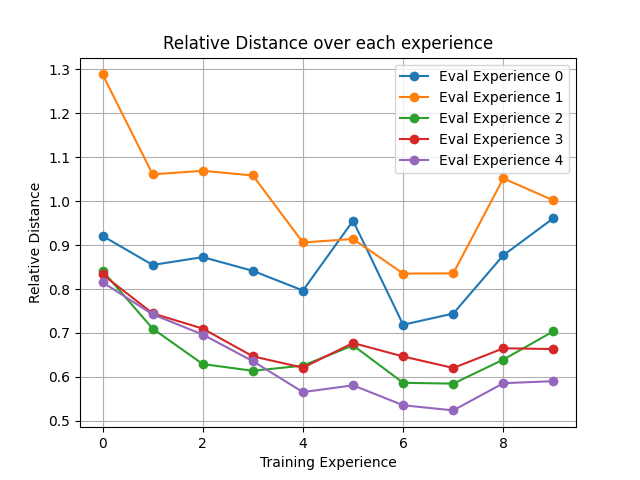 Relative Distance over each experience
Eval Experience 0
Eval Experience 1
Eval Experience 2
Eval Experience 3
Eval Experience 4
1.3
1.2
1.1
1.0
0.9
0.8
0.7
0.6
0.5
Relative Distance
0 2 4 6 8
Training Experience